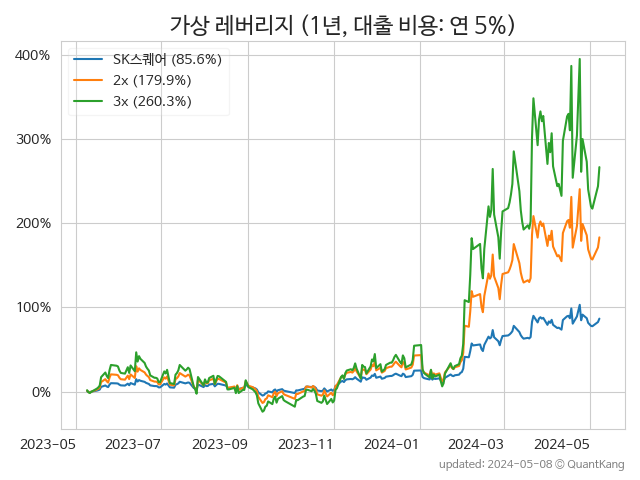 가상 레버리지 (1년, 대출 비용: 연 5%)
SK스퀘어 (85.6%)
2x (179.9%)
3x (260.3%)
400%
300%
200%
100%
0%
2023-05
2023-07
2023-09
2023-11
2024-01
2024-03
2024-05
updated: 2024-05-08 © QuantKang